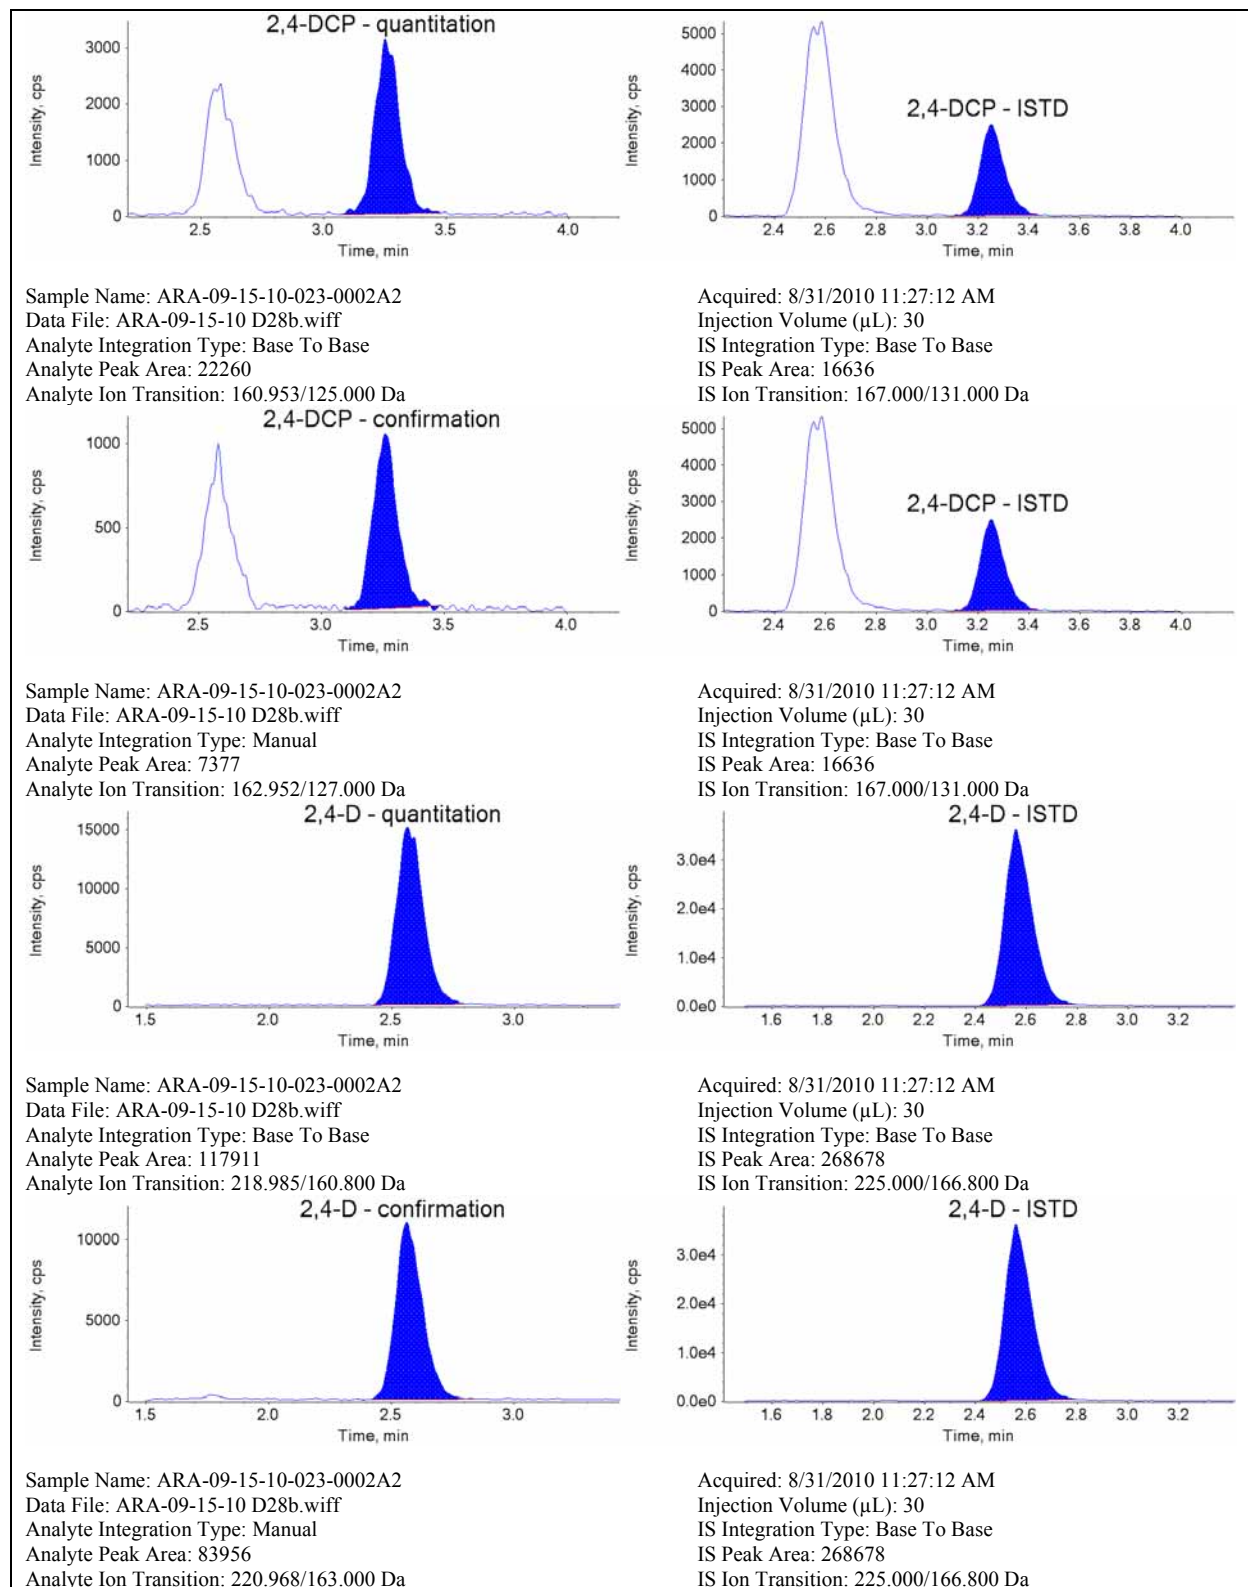 2,4-DCP - quantitation
Intensity, cps
3000
2000
1000
0
2.5 3.0 3.5 4.0
Time, min
2,4-DCP - ISTD
Intensity, cps
5000
4000
3000
2000
1000
0
2.4 2.6 2.8 3.0 3.2 3.4 3.6 3.8 4.0
Time, min
Sample Name: ARA-09-15-10-023-0002A2
Data File: ARA-09-15-10 D28b.wiff
Analyte Integration Type: Base To Base
Analyte Peak Area: 22260
Analyte Ion Transition: 160.953/125.000 Da
Acquired: 8/31/2010 11:27:12 AM
Injection Volume (µL): 30
IS Integration Type: Base To Base
IS Peak Area: 16636
IS Ion Transition: 167.000/131.000 Da
2,4-DCP - confirmation
Intensity, cps
1000
500
0
2.5 3.0 3.5 4.0
Time, min
2,4-DCP - ISTD
Intensity, cps
5000
4000
3000
2000
1000
0
2.4 2.6 2.8 3.0 3.2 3.4 3.6 3.8 4.0
Time, min
Sample Name: ARA-09-15-10-023-0002A2
Data File: ARA-09-15-10 D28b.wiff
Analyte Integration Type: Manual
Analyte Peak Area: 7377
Analyte Ion Transition: 162.952/127.000 Da
Acquired: 8/31/2010 11:27:12 AM
Injection Volume (µL): 30
IS Integration Type: Base To Base
IS Peak Area: 16636
IS Ion Transition: 167.000/131.000 Da
2,4-D - quantitation
Intensity, cps
15000
10000
5000
0
1.5 2.0 2.5 3.0
Time, min
2,4-D - ISTD
Intensity, cps
3.0e4
2.0e4
1.0e4
0.0e0
1.6 1.8 2.0 2.2 2.4 2.6 2.8 3.0 3.2
Time, min
Sample Name: ARA-09-15-10-023-0002A2
Data File: ARA-09-15-10 D28b.wiff
Analyte Integration Type: Base To Base
Analyte Peak Area: 117911
Analyte Ion Transition: 218.985/160.800 Da
Acquired: 8/31/2010 11:27:12 AM
Injection Volume (µL): 30
IS Integration Type: Base To Base
IS Peak Area: 268678
IS Ion Transition: 225.000/166.800 Da
2,4-D - confirmation
Intensity, cps
10000
5000
0
1.5 2.0 2.5 3.0
Time, min
2,4-D - ISTD
Intensity, cps
3.0e4
2.0e4
1.0e4
0.0e0
1.6 1.8 2.0 2.2 2.4 2.6 2.8 3.0 3.2
Time, min
Sample Name: ARA-09-15-10-023-0002A2
Data File: ARA-09-15-10 D28b.wiff
Analyte Integration Type: Manual
Analyte Peak Area: 83956
Analyte Ion Transition: 220.968/163.000 Da
Acquired: 8/31/2010 11:27:12 AM
Injection Volume (µL): 30
IS Integration Type: Base To Base
IS Peak Area: 268678
IS Ion Transition: 225.000/166.800 Da